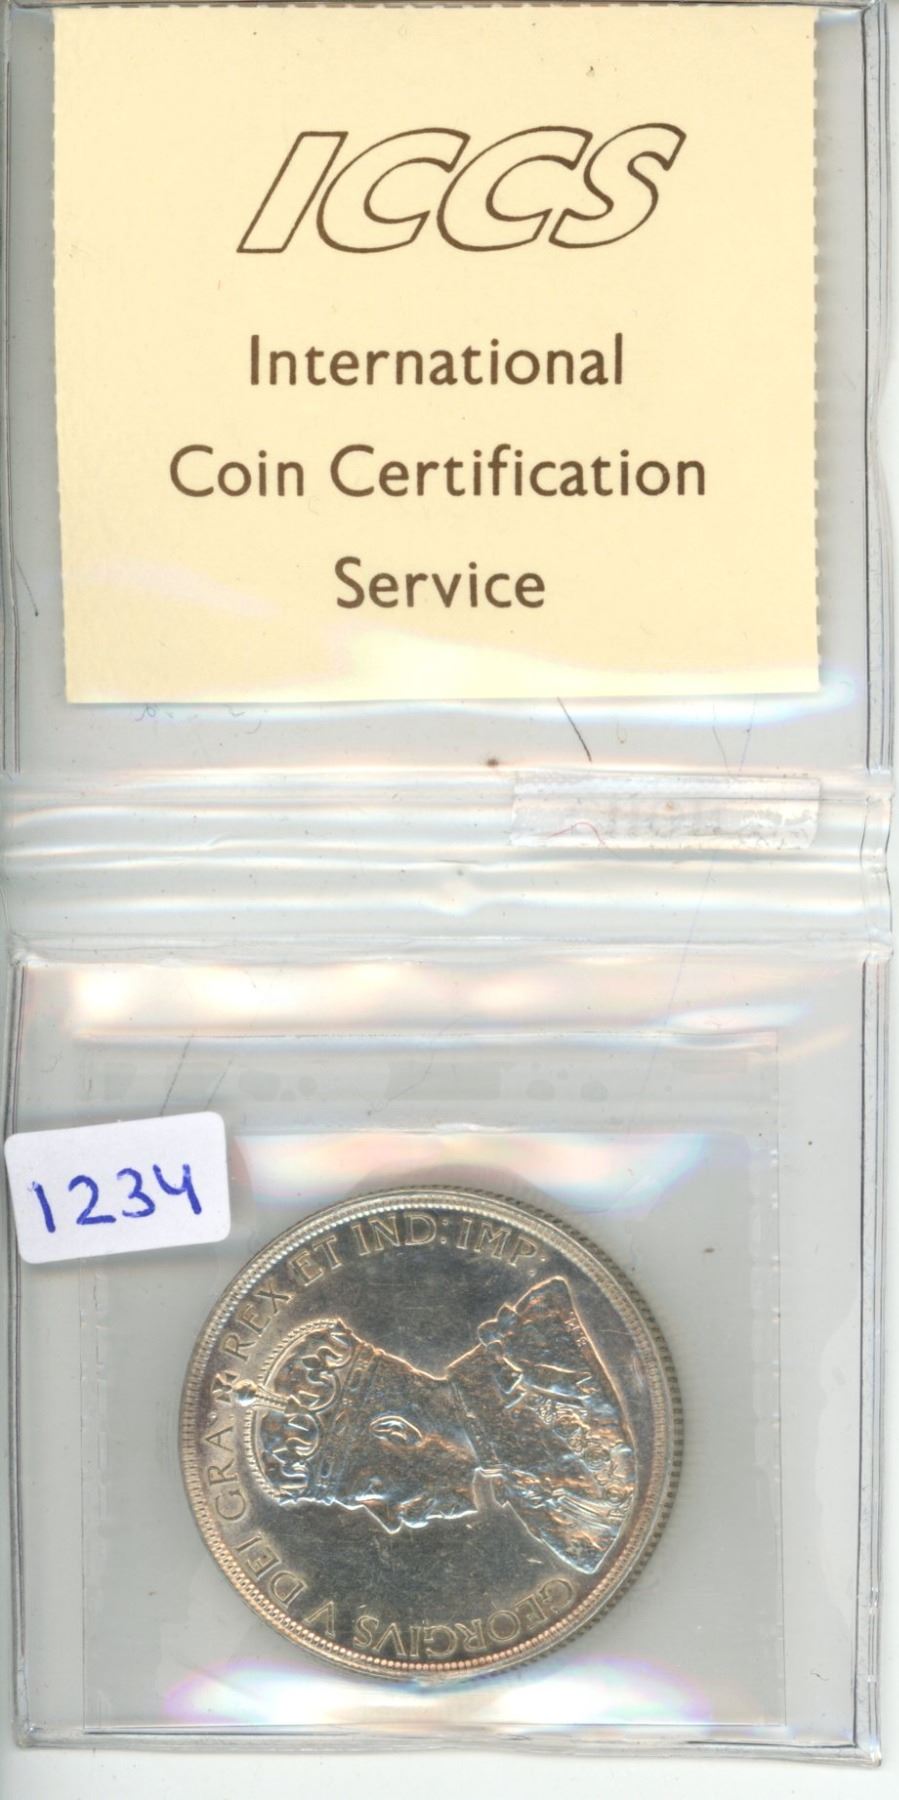 ICCS
International
Coin Certification
Service
1234
GEORGIVS V DEI GRA: REX ET IND: IMP: